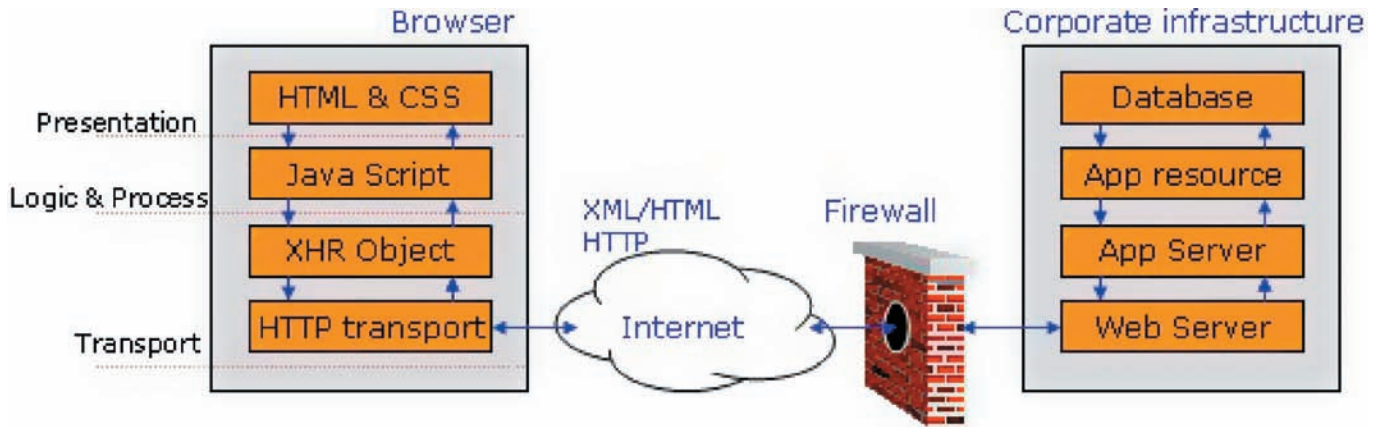 Browser
Corporate infrastructure
HTML & CSS
Presentation
Java Script
Logic & Process
XHR Object
HTTP transport
Transport
XML/HTML
HTTP
Internet
Firewall
Database
App resource
App Server
Web Server